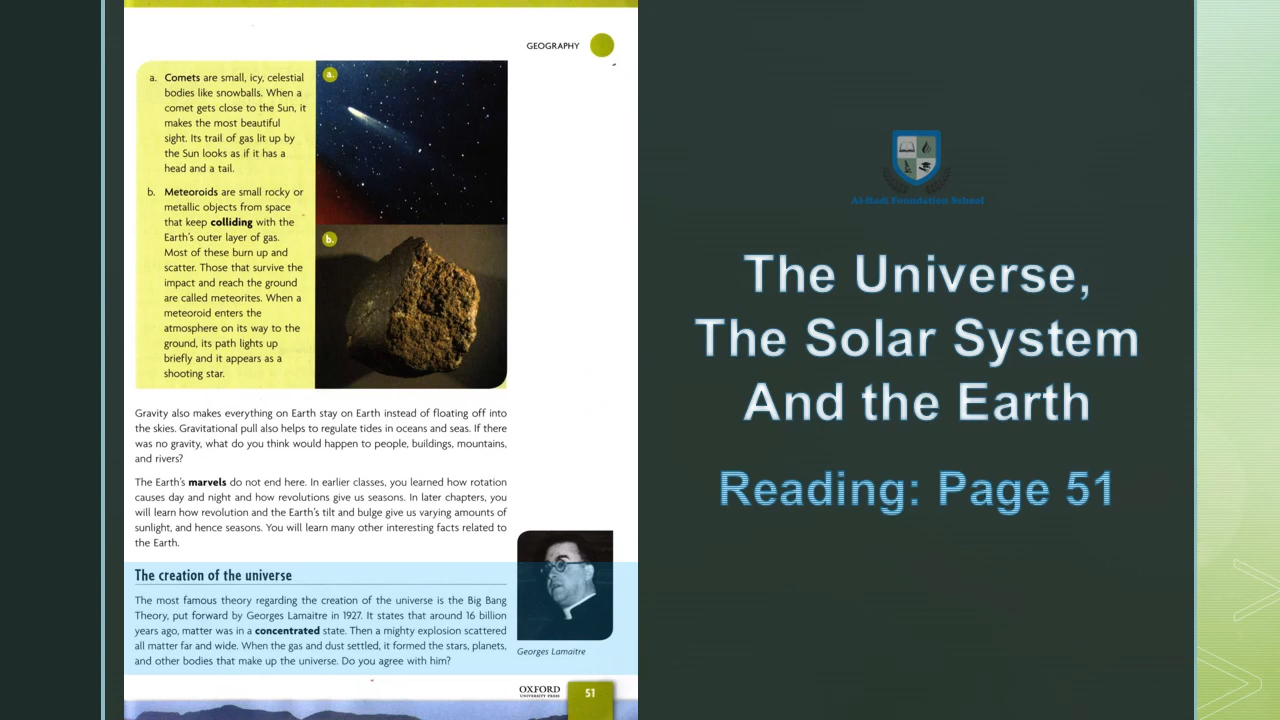 GEOGRAPHY
a. Comets are small, icy, celestial
bodies like snowballs. When a
comet gets close to the Sun, it
makes the most beautiful
sight. Its trail of gas lit up by
the Sun looks as if it has a
head and a tail.
b. Meteoroids are small rocky or
metallic objects from space
that keep colliding with the
Earth's outer layer of gas.
Most of these burn up and
scatter. Those that survive the
impact and reach the ground
are called meteorites. When a
meteoroid enters the
atmosphere on its way to the
ground, its path lights up
briefly and it appears as a
shooting star.
a.
b.
Gravity also makes everything on Earth stay on Earth instead of floating off into
the skies. Gravitational pull also helps to regulate tides in oceans and seas. If there
was no gravity, what do you think would happen to people, buildings, mountains,
and rivers?
The Earth's marvels do not end here. In earlier classes, you learned how rotation
causes day and night and how revolutions give us seasons. In later chapters, you
will learn how revolution and the Earth's tilt and bulge give us varying amounts of
sunlight, and hence seasons. You will learn many other interesting facts related to
the Earth.
The creation of the universe
The most famous theory regarding the creation of the universe is the Big Bang
Theory, put forward by Georges Lamaitre in 1927. It states that around 16 billion
years ago, matter was in a concentrated state. Then a mighty explosion scattered
all matter far and wide. When the gas and dust settled, it formed the stars, planets,
and other bodies that make up the universe. Do you agree with him?
Georges Lamaitre
OXFORD
UNIVERSITY PRESS
51
Al-Hadi Foundation School
The Universe,
The Solar System
And the Earth
Reading: Page 51